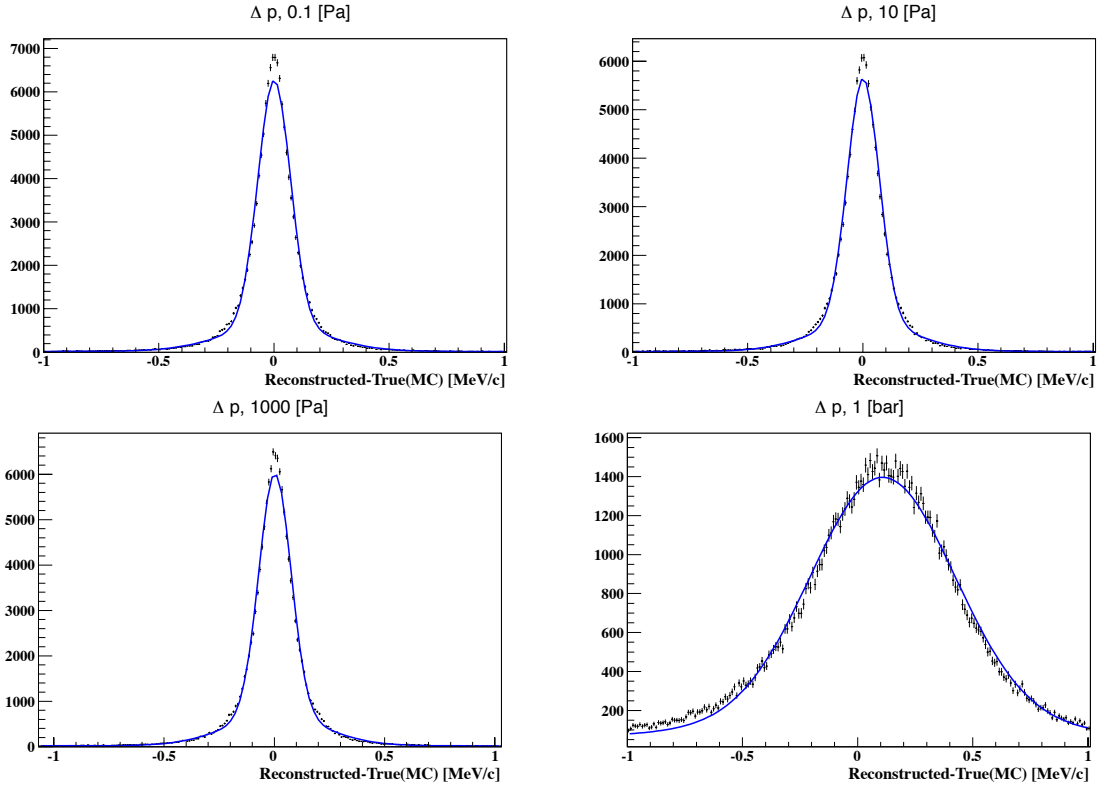 Δ p, 0.1 [Pa]
7000
6000
5000
4000
3000
2000
1000
0
-1 -0.5 0 0.5 1
Reconstructed-True(MC) [MeV/c]
Δ p, 10 [Pa]
6000
5000
4000
3000
2000
1000
0
-1 -0.5 0 0.5 1
Reconstructed-True(MC) [MeV/c]
Δ p, 1000 [Pa]
6000
5000
4000
3000
2000
1000
0
-1 -0.5 0 0.5 1
Reconstructed-True(MC) [MeV/c]
Δ p, 1 [bar]
1600
1400
1200
1000
800
600
400
200
-1 -0.5 0 0.5 1
Reconstructed-True(MC) [MeV/c]